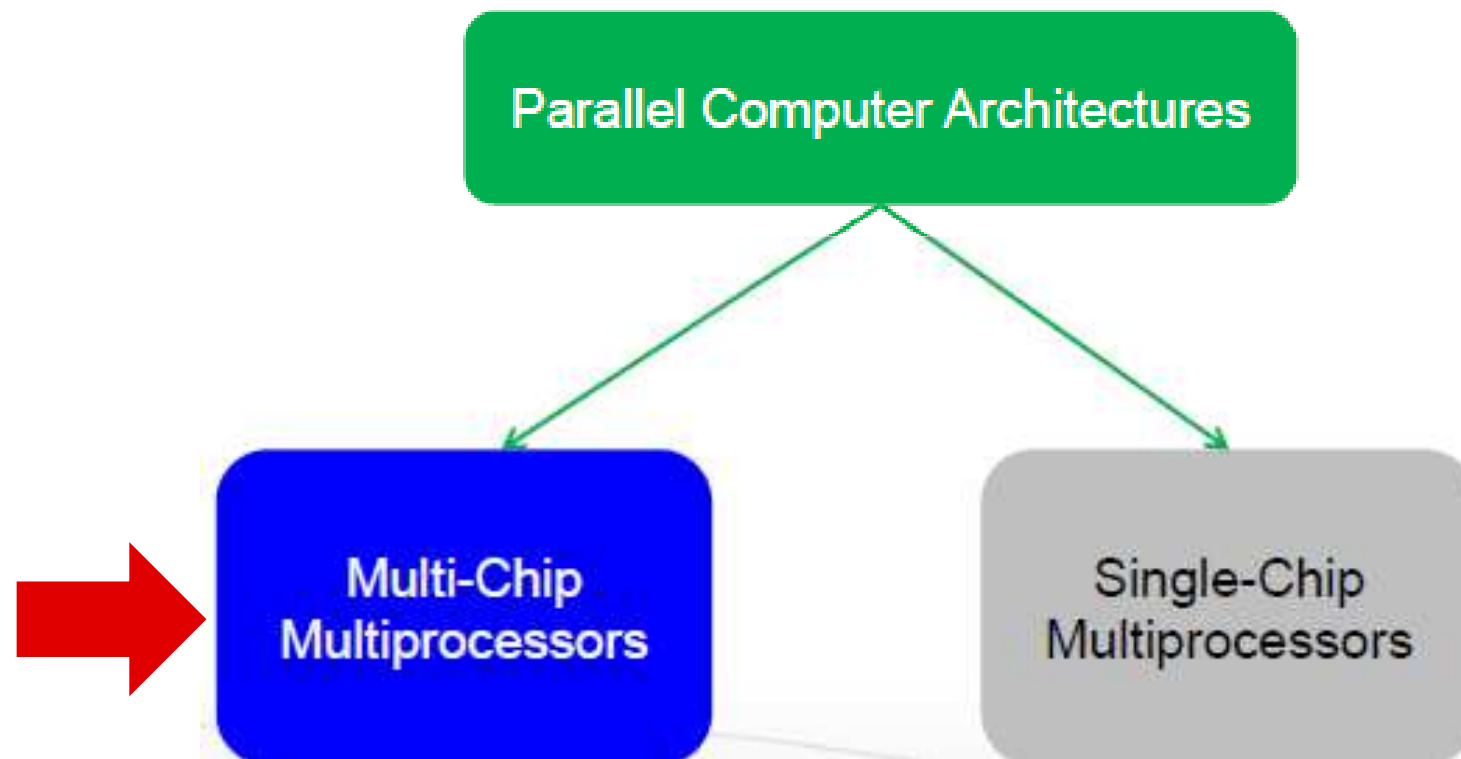 Parallel Computer Architectures
Multi-Chip
Multiprocessors
Single-Chip
Multiprocessors